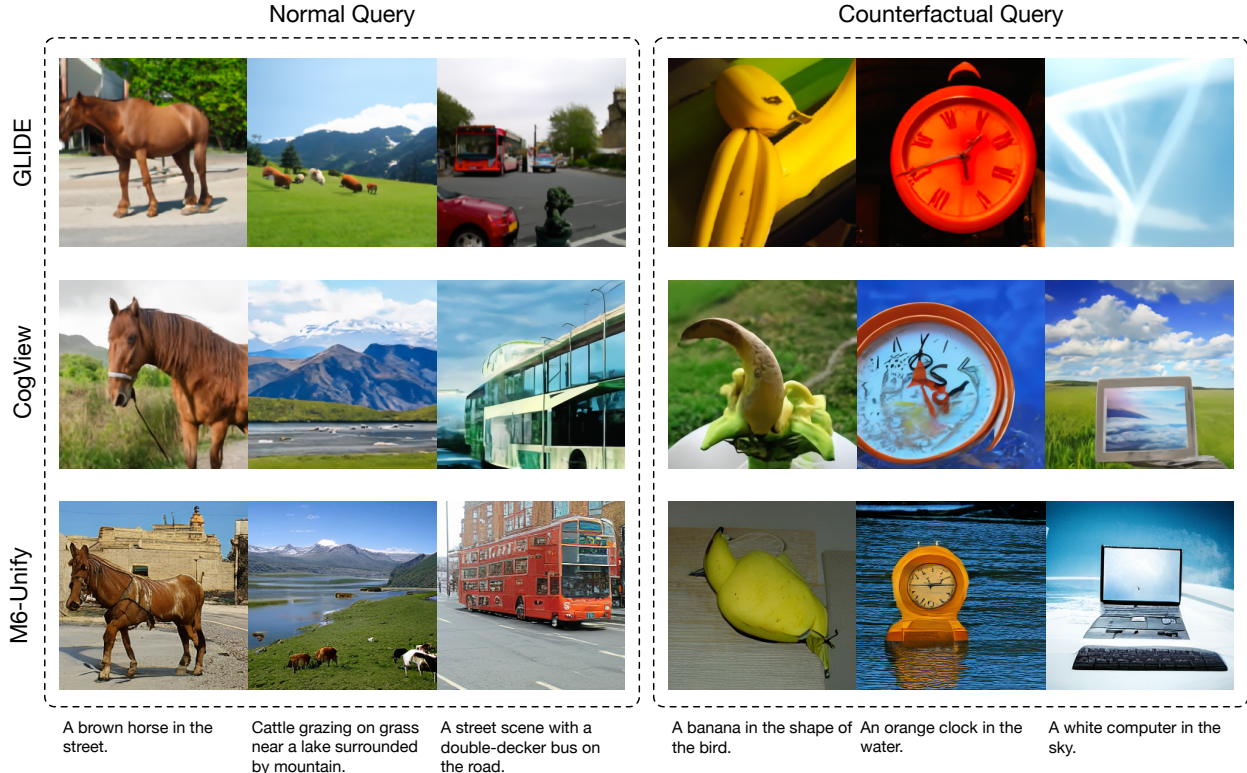 Normal Query
Counterfactual Query
GLIDE
CogView
M6-Unify
A brown horse in the
street.
Cattle grazing on grass
near a lake surrounded
by mountain.
A street scene with a
double-decker bus on
the road.
A banana in the shape of
the bird.
An orange clock in the
water.
A white computer in the
sky.